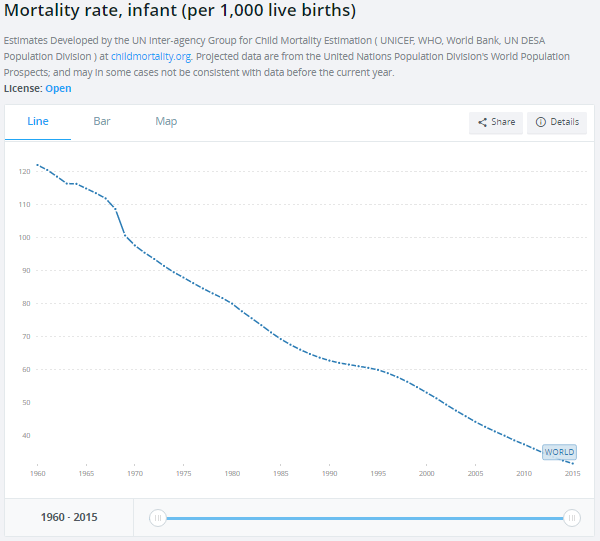 Mortality rate, infant (per 1,000 live births)
Estimates Developed by the UN Inter-agency Group for Child Mortality Estimation ( UNICEF, WHO, World Bank, UN DESA
Population Division ) at childmortality.org. Projected data are from the United Nations Population Division's World Population
Prospects; and may in some cases not be consistent with data before the current year.
License: Open
Line Bar Map Share Details
120
110
100
90
80
70
60
50
40
WORLD
1960 1965 1970 1975 1980 1985 1990 1995 2000 2005 2010 2015
1960 - 2015